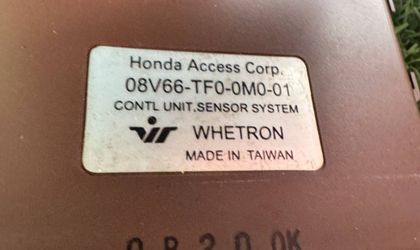 Honda Access Corp.
08V66-TF0-0M0-01
CONTL UNIT.SENSOR SYSTEM
WHETRON
MADE IN TAIWAN